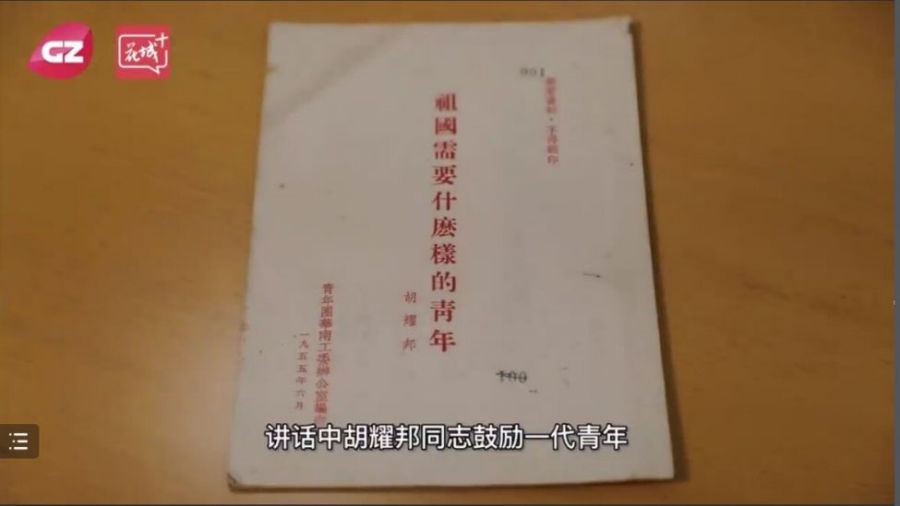 GZ
花城+
001
祖國需要什麽樣的青年
胡耀邦
青年團華南工委辦公室編
一九五五年六月
100
讲话中胡耀邦同志鼓励一代青年